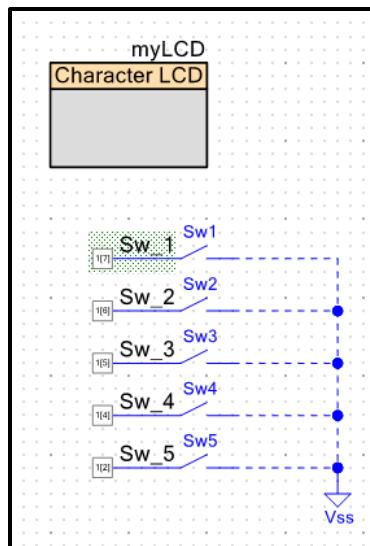 myLCD
Character LCD
Sw1
Sw_1
1[7]
Sw2
Sw_2
1[6]
Sw3
Sw_3
1[5]
Sw4
Sw_4
1[4]
Sw5
Sw_5
1[2]
Vss